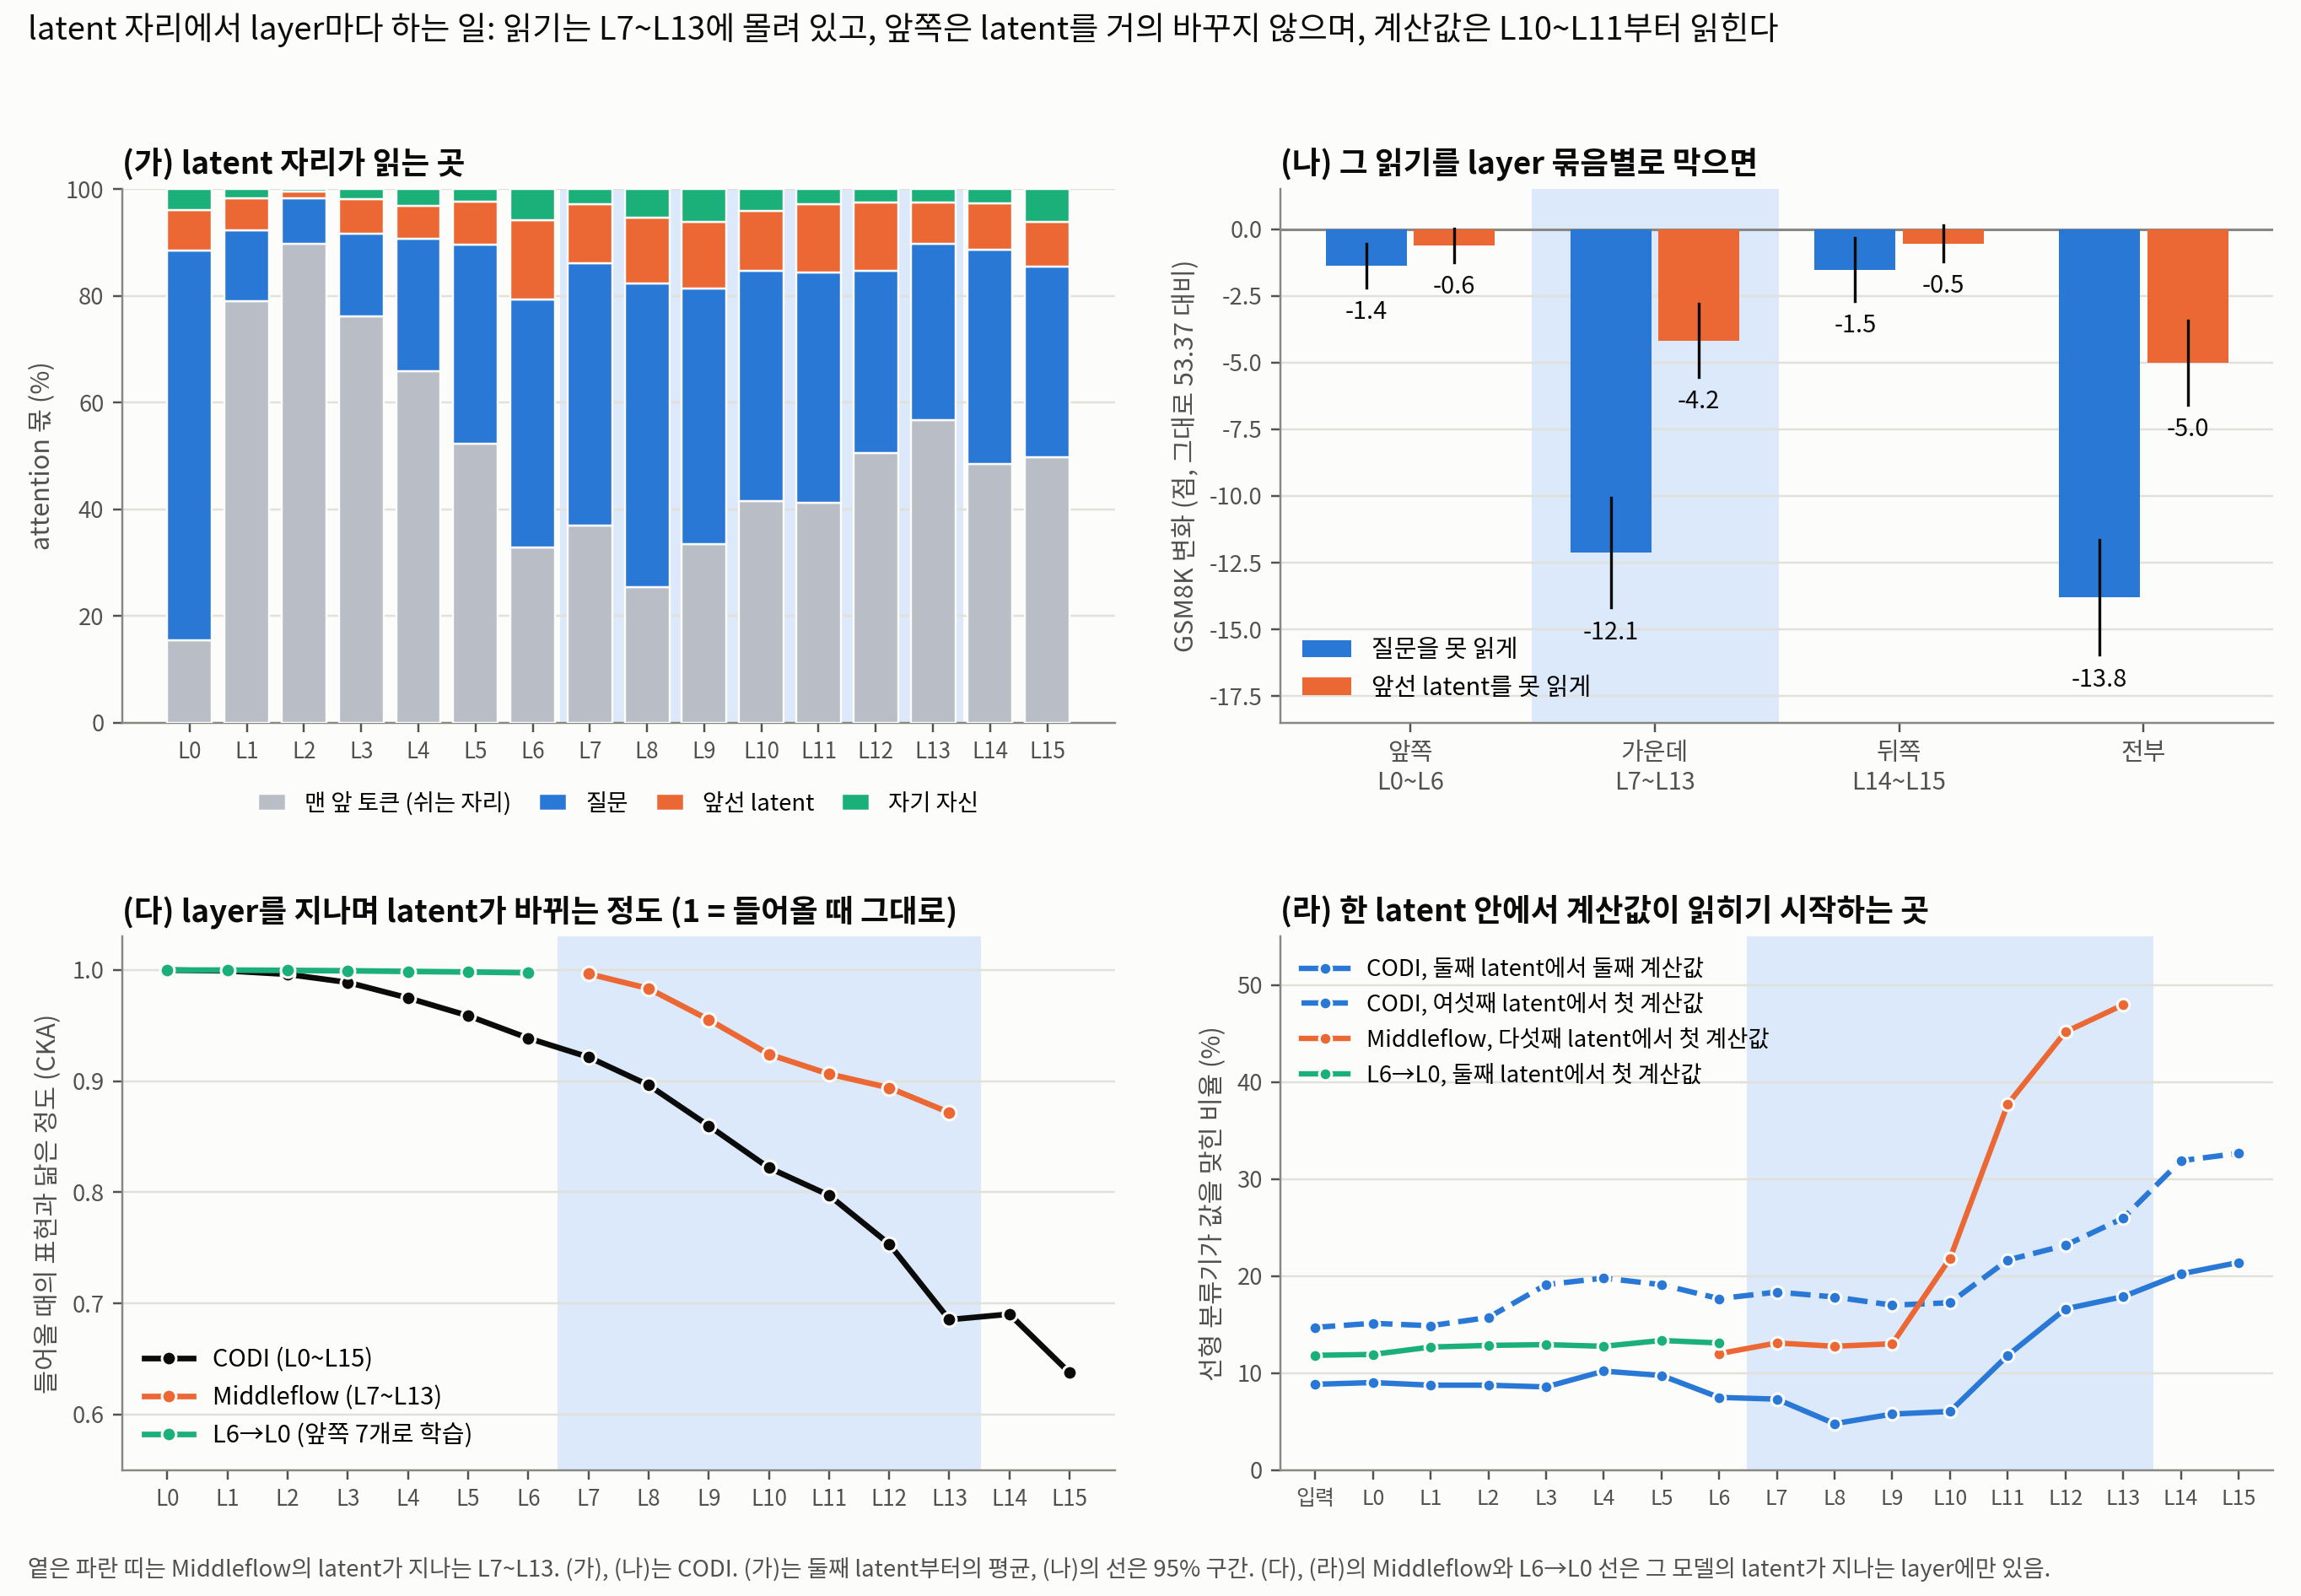 latent 자리에서 layer마다 하는 일: 읽기는 L7~L13에 몰려 있고, 앞쪽은 latent를 거의 바꾸지 않으며, 계산값은 L10~L11부터 읽힌다
(가) latent 자리가 읽는 곳
attention 몫 (%)
100
80
60
40
20
0
L0 L1 L2 L3 L4 L5 L6 L7 L8 L9 L10 L11 L12 L13 L14 L15
맨 앞 토큰 (쉬는 자리) 질문 앞선 latent 자기 자신
(나) 그 읽기를 layer 묶음별로 막으면
GSM8K 변화 (점, 그대로 53.37 대비)
0.0
-2.5
-5.0
-7.5
-10.0
-12.5
-15.0
-17.5
-1.4
-0.6
-12.1
-4.2
-1.5
-0.5
-13.8
-5.0
질문을 못 읽게
앞선 latent를 못 읽게
앞쪽 가운데 뒤쪽 전부
L0~L6 L7~L13 L14~L15
(다) layer를 지나며 latent가 바뀌는 정도 (1 = 들어올 때 그대로)
들어올 때의 표현과 닮은 정도 (CKA)
1.0
0.9
0.8
0.7
0.6
CODI (L0~L15)
Middleflow (L7~L13)
L6→L0 (앞쪽 7개로 학습)
L0 L1 L2 L3 L4 L5 L6 L7 L8 L9 L10 L11 L12 L13 L14 L15
(라) 한 latent 안에서 계산값이 읽히기 시작하는 곳
선형 분류기가 값을 맞힌 비율 (%)
50
40
30
20
10
0
CODI, 둘째 latent에서 둘째 계산값
CODI, 여섯째 latent에서 첫 계산값
Middleflow, 다섯째 latent에서 첫 계산값
L6→L0, 둘째 latent에서 첫 계산값
입력 L0 L1 L2 L3 L4 L5 L6 L7 L8 L9 L10 L11 L12 L13 L14 L15
옅은 파란 띠는 Middleflow의 latent가 지나는 L7~L13. (가), (나)는 CODI. (가)는 둘째 latent부터의 평균, (나)의 선은 95% 구간. (다), (라)의 Middleflow와 L6→L0 선은 그 모델의 latent가 지나는 layer에만 있음.